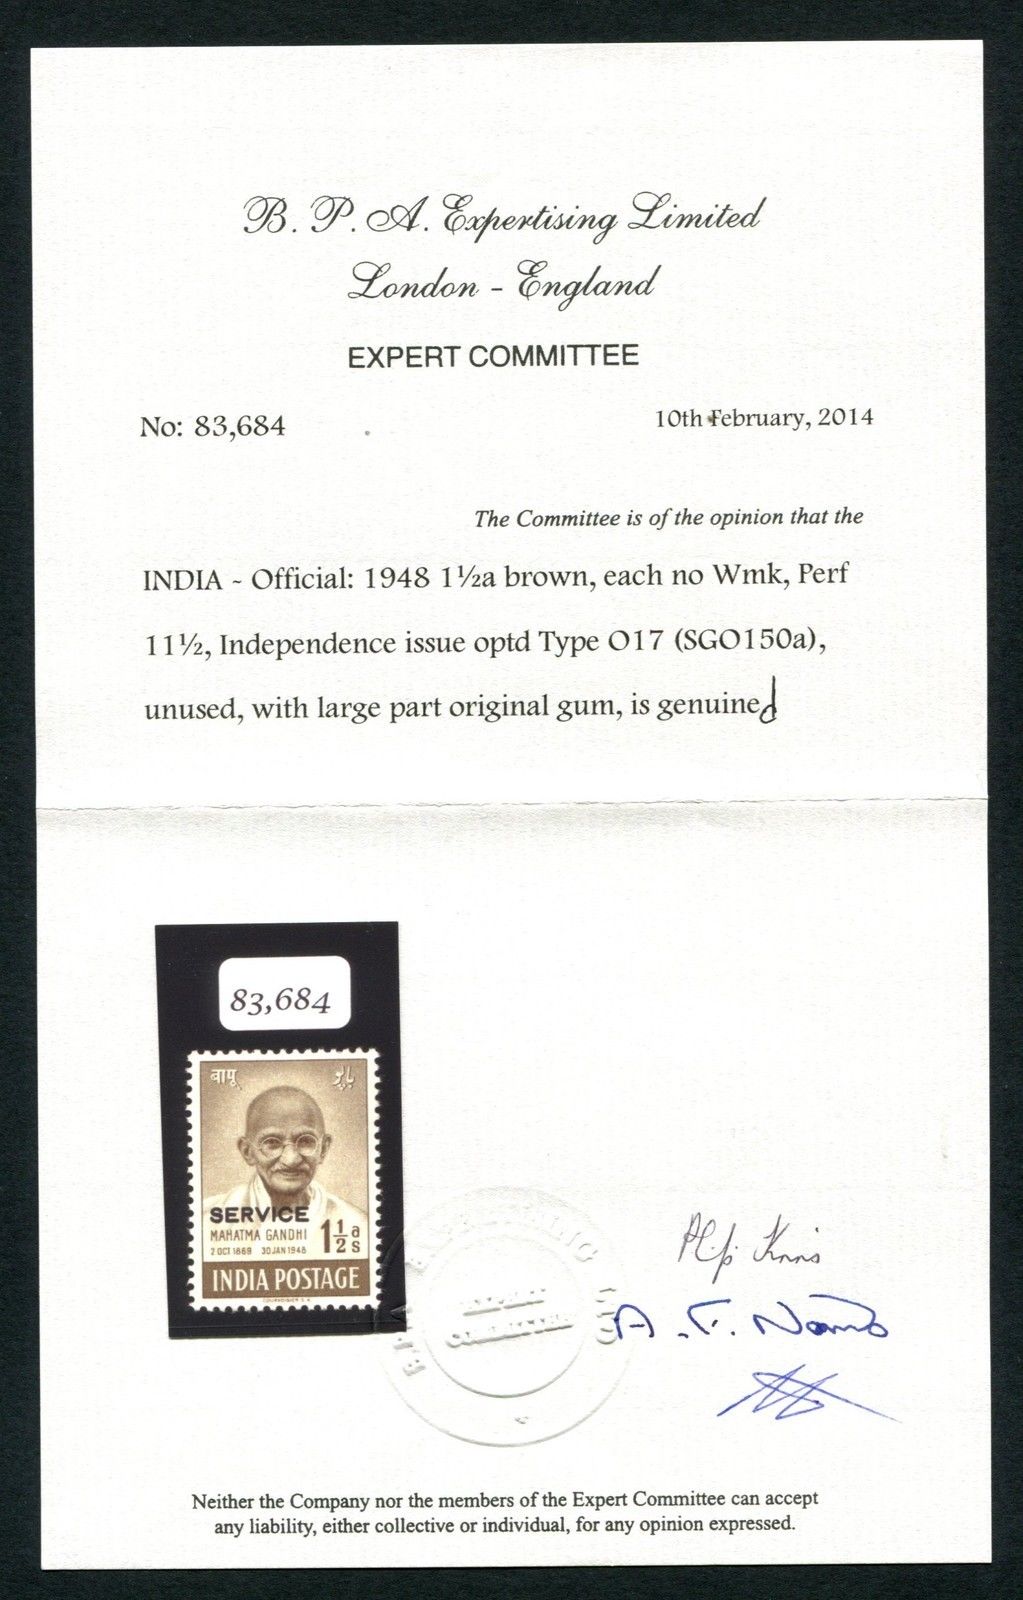 B. P. A. Expertising Limited
London - England
EXPERT COMMITTEE
No: 83,684
10th February, 2014
The Committee is of the opinion that the
INDIA ~ Official: 1948 1½a brown, each no Wmk, Perf
11½, Independence issue optd Type O17 (SGO150a),
unused, with large part original gum, is genuine
83,684
बापू باپو
SERVICE
MAHATMA GANDHI
2 OCT 1869 30 JAN 1948
1½ as
INDIA POSTAGE
COURVOISIER S.A.
EXPERT
COMMITTEE
Neither the Company nor the members of the Expert Committee can accept
any liability, either collective or individual, for any opinion expressed.